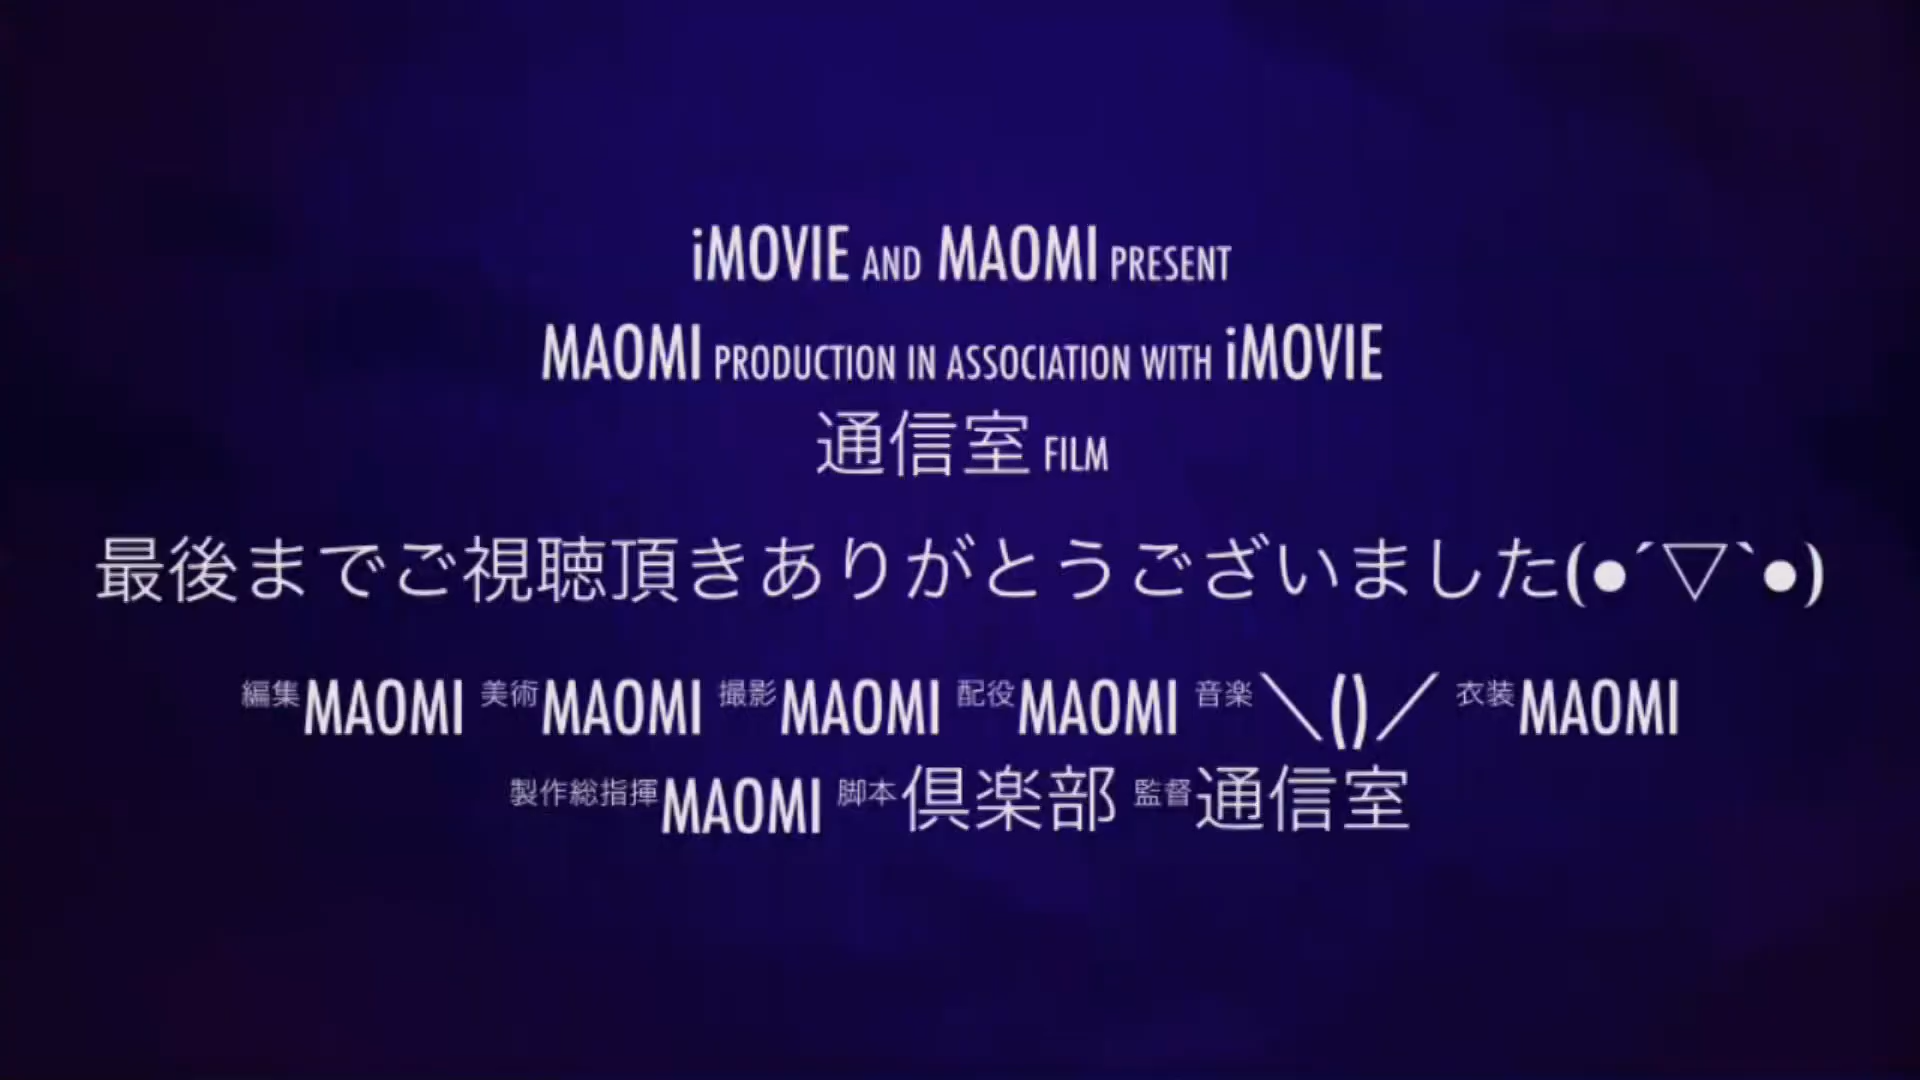 iMOVIE AND MAOMI PRESENT
MAOMI PRODUCTION IN ASSOCIATION WITH iMOVIE
通信室 FILM
最後までご視聴頂きありがとうございました(●´▽`●)
編集MAOMI 美術MAOMI 撮影MAOMI 配役MAOMI 音楽＼()／ 衣装MAOMI
製作総指揮MAOMI 脚本倶楽部 監督通信室